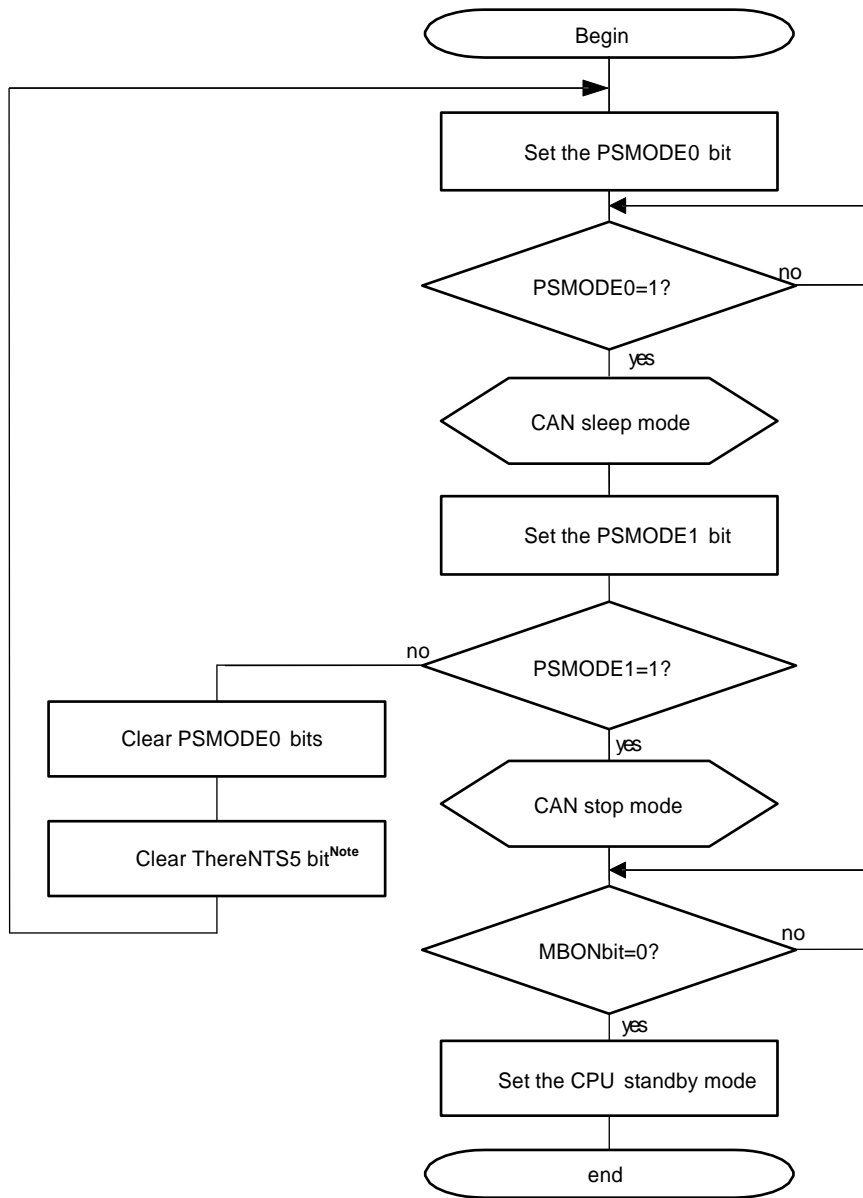 Begin
Set the PSMODE0 bit
PSMODE0=1?
no
yes
CAN sleep mode
Set the PSMODE1 bit
PSMODE1=1?
no
yes
Clear PSMODE0 bits
Clear ThereNTS5 bitNote
CAN stop mode
MBONbit=0?
no
yes
Set the CPU standby mode
end